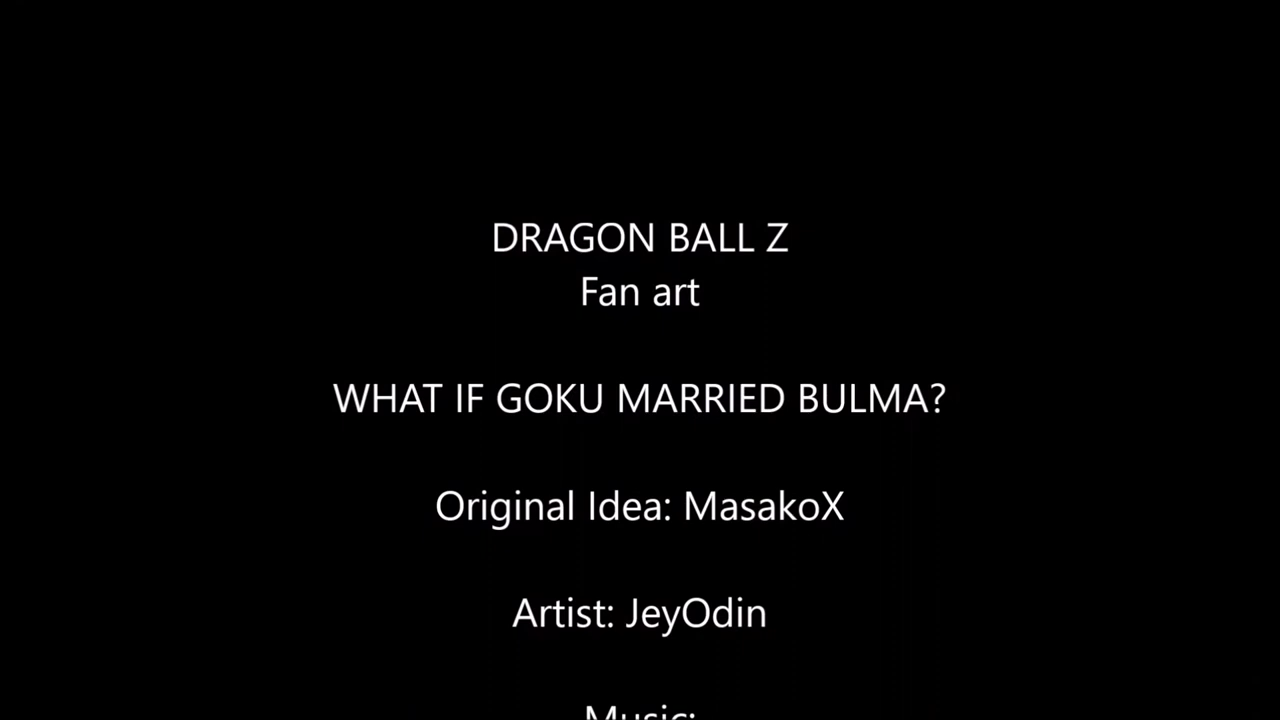 DRAGON BALL Z
Fan art
WHAT IF GOKU MARRIED BULMA?
Original Idea: MasakoX
Artist: JeyOdin
Music: